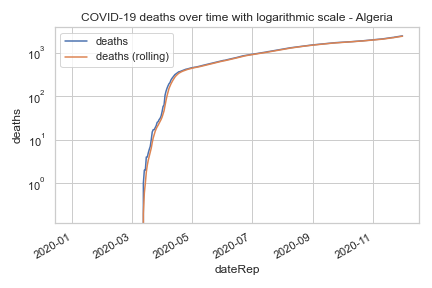 COVID-19 deaths over time with logarithmic scale - Algeria
deaths
deaths (rolling)
10³
10²
10¹
10⁰
deaths
2020-01
2020-03
2020-05
2020-07
2020-09
2020-11
dateRep